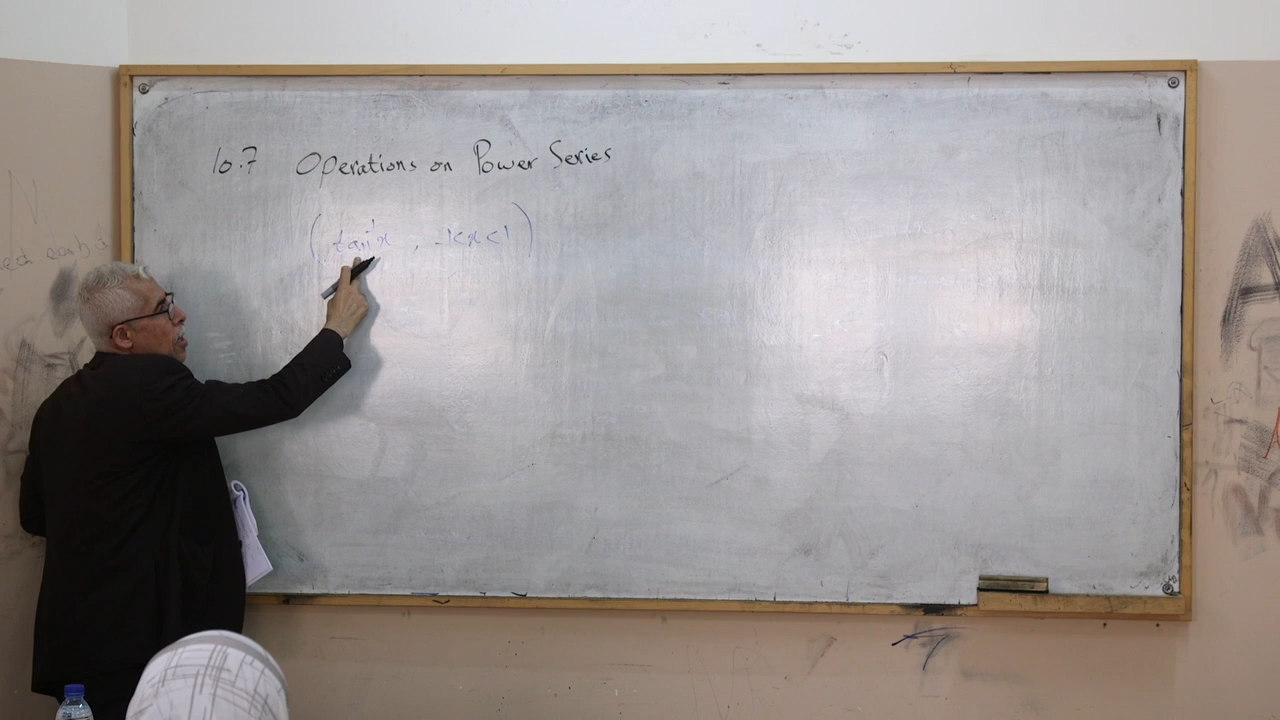 10.7 Operations on Power Series
( tan⁻¹x , -1<x<1 )